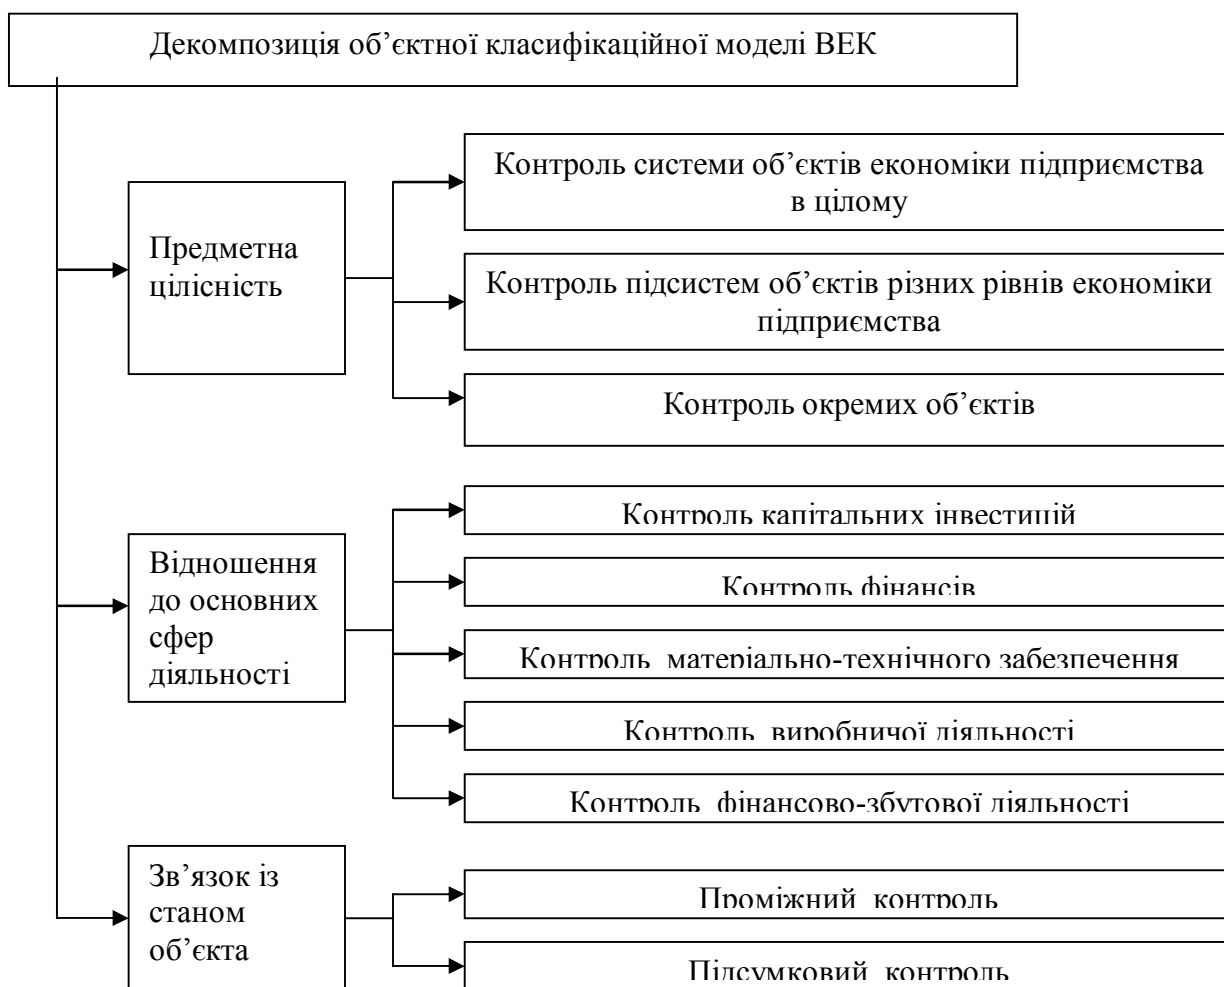 Декомпозиція об’єктної класифікаційної моделі ВЕК
Предметна
цілісність
Контроль системи об’єктів економіки підприємства
в цілому
Контроль підсистем об’єктів різних рівнів економіки
підприємства
Контроль окремих об’єктів
Відношення
до основних
сфер
діяльності
Контроль капітальних інвестицій
Контроль фінансів
Контроль матеріально-технічного забезпечення
Контроль виробничої діяльності
Контроль фінансово-збутової діяльності
Зв’язок із
станом
об’єкта
Проміжний контроль
Підсумковий контроль